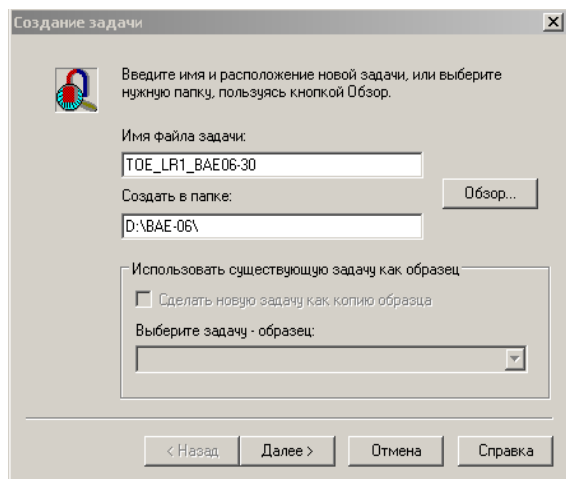 Создание задачи
Введите имя и расположение новой задачи, или выберите
нужную папку, пользуясь кнопкой Обзор.
Имя файла задачи:
TOE_LR1_BAE06-30
Обзор...
Создать в папке:
D:\BAE-06\
Использовать существующую задачу как образец
Сделать новую задачу как копию образца
Выберите задачу - образец:
< Назад
Далее >
Отмена
Справка